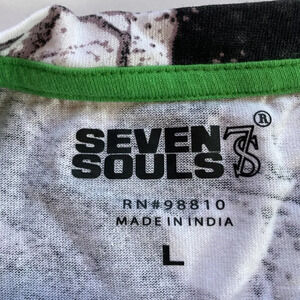 SEVEN
SOULS 7S ®
RN#98810
MADE IN INDIA
L